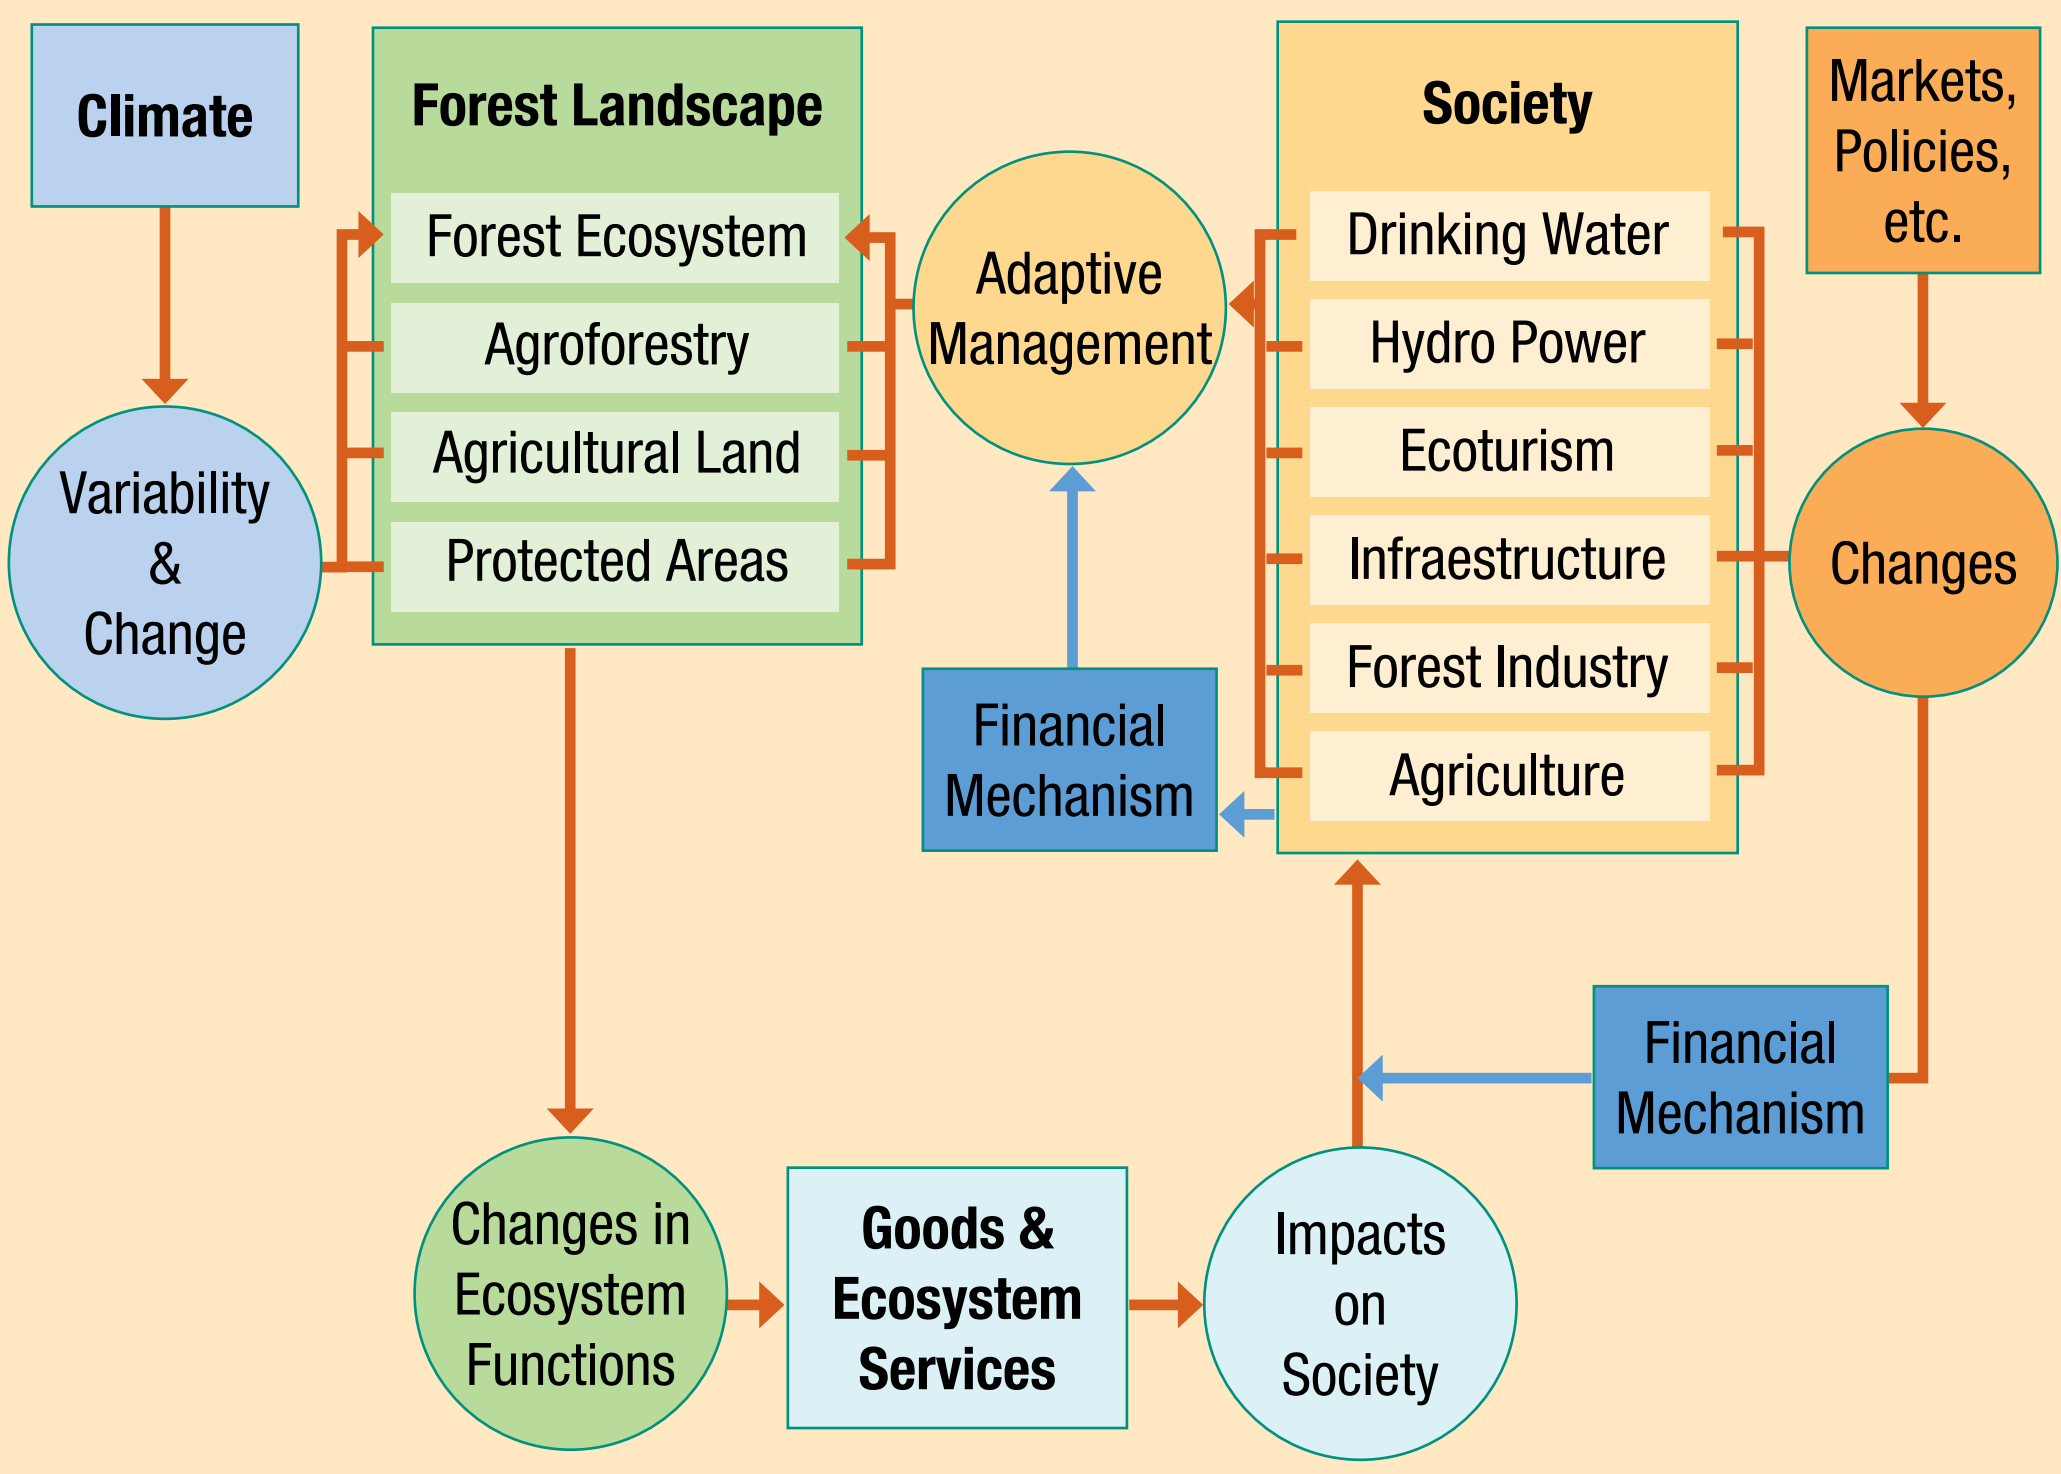 Climate
Variability
&
Change
Forest Landscape
Forest Ecosystem
Agroforestry
Agricultural Land
Protected Areas
Adaptive
Management
Financial
Mechanism
Society
Drinking Water
Hydro Power
Ecoturism
Infraestructure
Forest Industry
Agriculture
Markets,
Policies,
etc.
Changes
Financial
Mechanism
Changes in
Ecosystem
Functions
Goods &
Ecosystem
Services
Impacts
on
Society